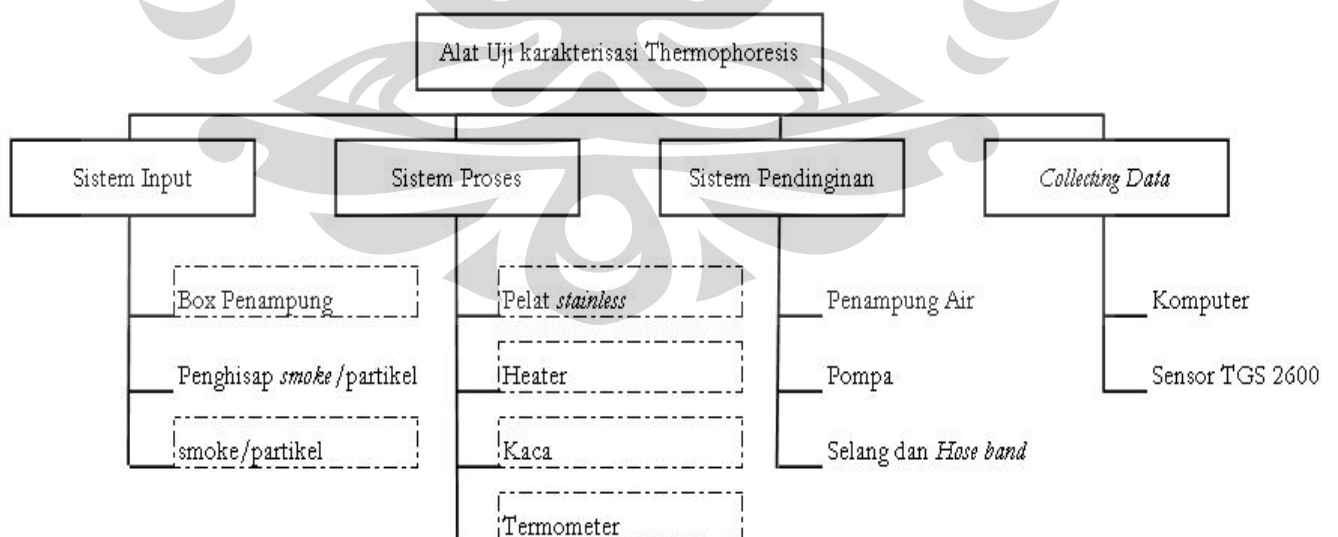 Alat Uji karakterisasi Thermophoresis
Sistem Input
Sistem Proses
Sistem Pendinginan
Collecting Data
Box Penampung
Penghisap smoke/partikel
smoke/partikel
Pelat stainless
Heater
Kaca
Termometer
Penampung Air
Pompa
Selang dan Hose band
Komputer
Sensor TGS 2600